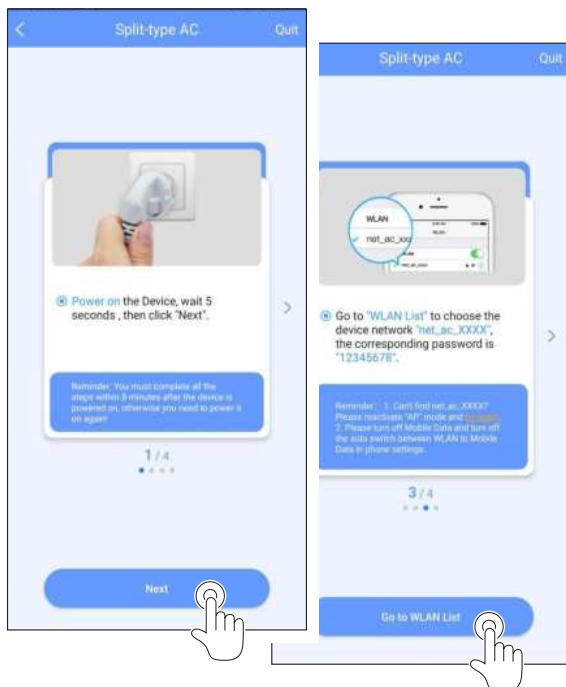 Split-type AC
Quit
Power on the Device, wait 5
seconds , then click "Next".
Reminder: You must complete all the
steps within 8 minutes after the device is
powered on, otherwise you need to power it
on again!
1 / 4
Next
Split-type AC
Quit
WLAN
net_ac_xxx
WLAN
Go to "WLAN List" to choose the
device network "net_ac_XXXX",
the corresponding password is
"12345678".
Reminder: 1. Can't find net_ac_XXXX?
Please reactivate "AP" mode and
2. Please turn off Mobile Data and turn off
the auto switch between WLAN to Mobile
Data in phone settings.
3 / 4
Go to WLAN List